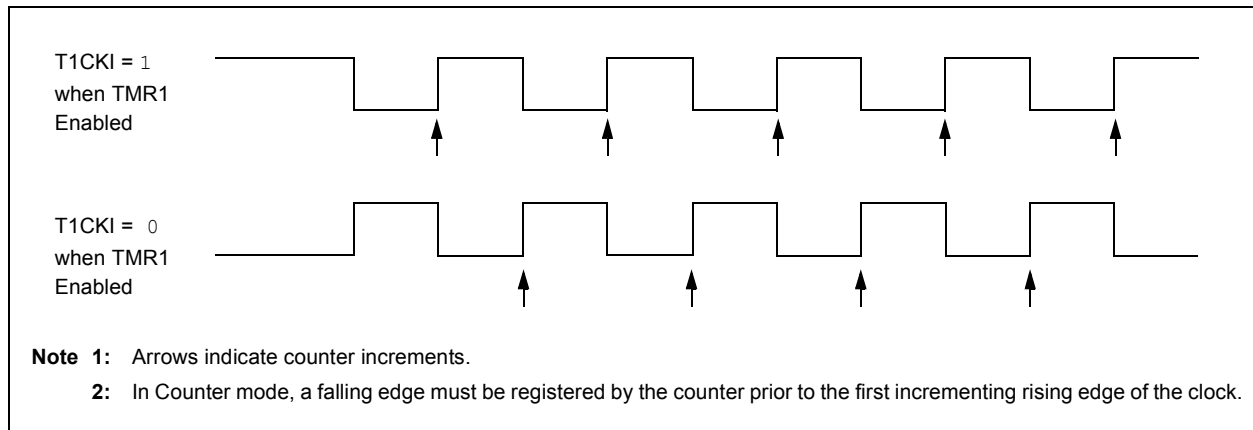 T1CKI = 1
when TMR1
Enabled
T1CKI = 0
when TMR1
Enabled
Note 1: Arrows indicate counter increments.
2: In Counter mode, a falling edge must be registered by the counter prior to the first incrementing rising edge of the clock.